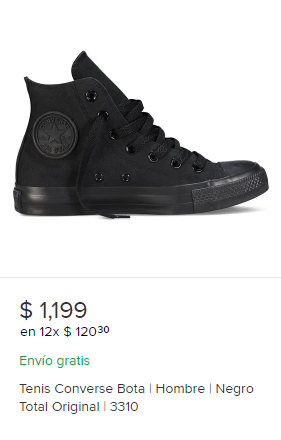 $ 1,199
en 12x $ 120³⁰
Envío gratis
Tenis Converse Bota | Hombre | Negro
Total Original | 3310